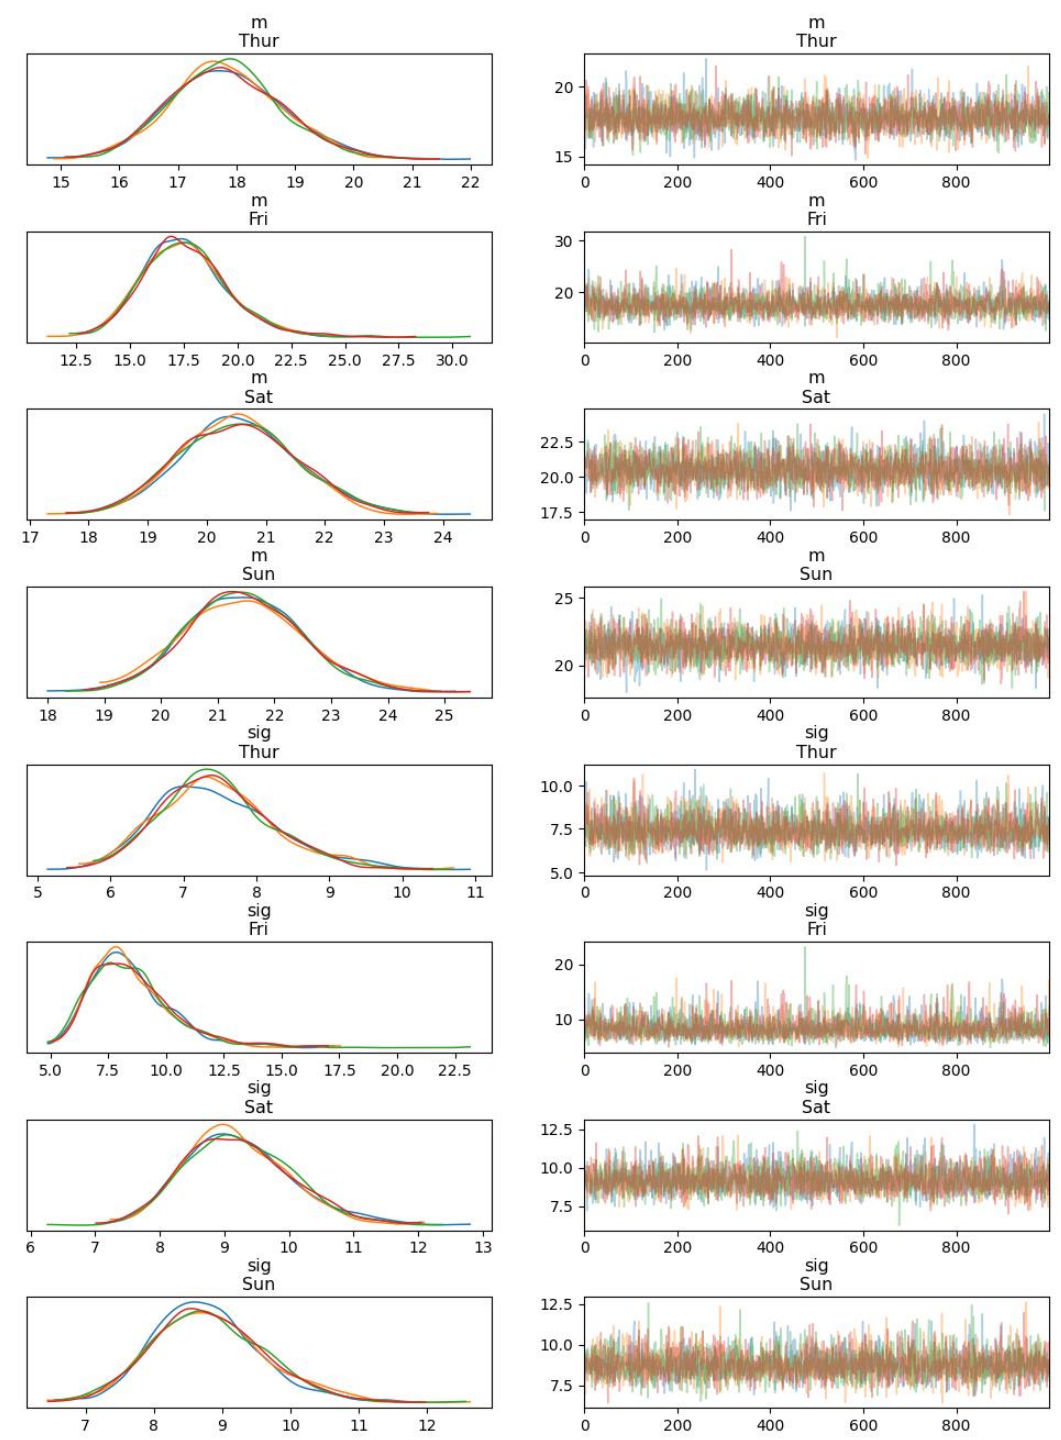 m
Thur
15 16 17 18 19 20 21 22
m
Thur
20
15
0 200 400 600 800
m
Fri
12.5 15.0 17.5 20.0 22.5 25.0 27.5 30.0
m
Fri
30
20
0 200 400 600 800
m
Sat
17 18 19 20 21 22 23 24
m
Sat
22.5
20.0
17.5
0 200 400 600 800
m
Sun
18 19 20 21 22 23 24 25
m
Sun
25
20
0 200 400 600 800
sig
Thur
5 6 7 8 9 10 11
sig
Thur
10.0
7.5
5.0
0 200 400 600 800
sig
Fri
5.0 7.5 10.0 12.5 15.0 17.5 20.0 22.5
sig
Fri
20
10
0 200 400 600 800
sig
Sat
6 7 8 9 10 11 12 13
sig
Sat
12.5
10.0
7.5
0 200 400 600 800
sig
Sun
7 8 9 10 11 12
sig
Sun
12.5
10.0
7.5
0 200 400 600 800